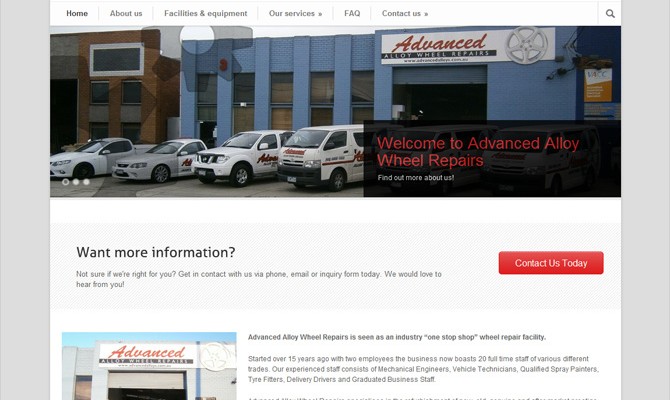 Home About us Facilities & equipment Our services » FAQ Contact us »
Advanced
ALLOY WHEEL REPAIRS
www.advancedalloys.com.au
Welcome to Advanced Alloy
Wheel Repairs
Find out more about us!
Want more information?
Not sure if we're right for you? Get in contact with us via phone, email or inquiry form today. We would love to
hear from you!
Contact Us Today
Advanced
ALLOY WHEEL REPAIRS
www.advancedalloys.com.au
Advanced Alloy Wheel Repairs is seen as an industry “one stop shop” wheel repair facility.
Started over 15 years ago with two employees the business now boasts 20 full time staff of various different
trades. Our experienced staff consists of Mechanical Engineers, Vehicle Technicians, Qualified Spray Painters,
Tyre Fitters, Delivery Drivers and Graduated Business Staff.